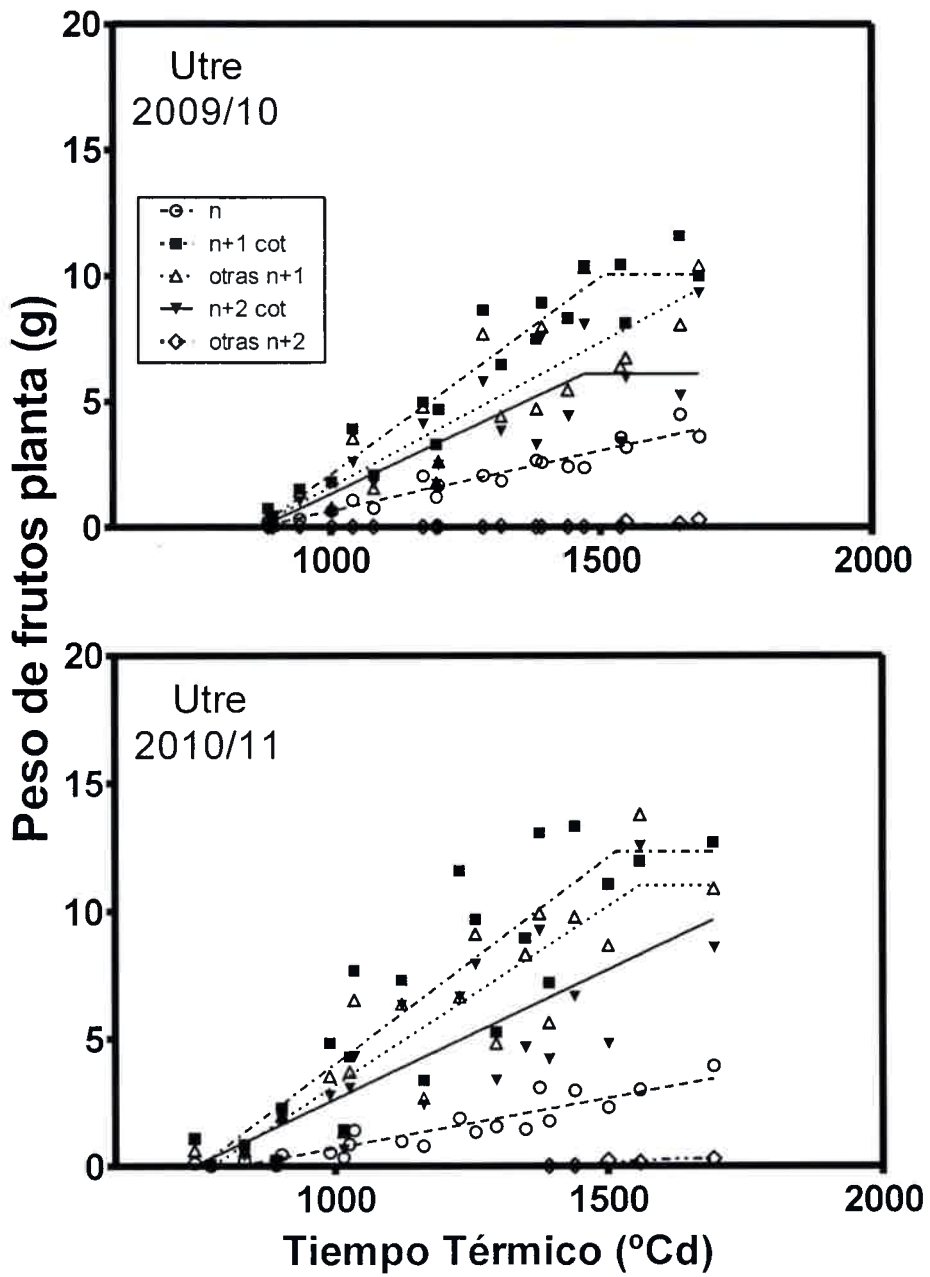 Peso de frutos planta (g)
20
15
10
5
0
Utre
2009/10
n
n+1 cot
otras n+1
n+2 cot
otras n+2
1000
1500
2000
20
15
10
5
0
Utre
2010/11
1000
1500
2000
Tiempo Térmico (ºCd)